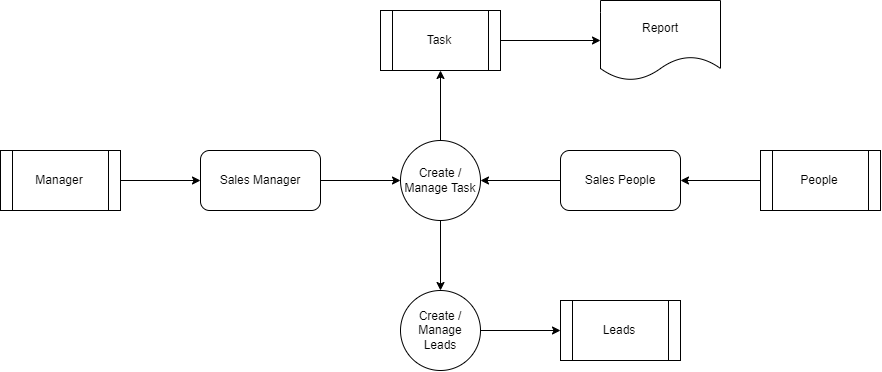 Task
Report
Manager
Sales Manager
Create /
Manage Task
Sales People
People
Create /
Manage
Leads
Leads